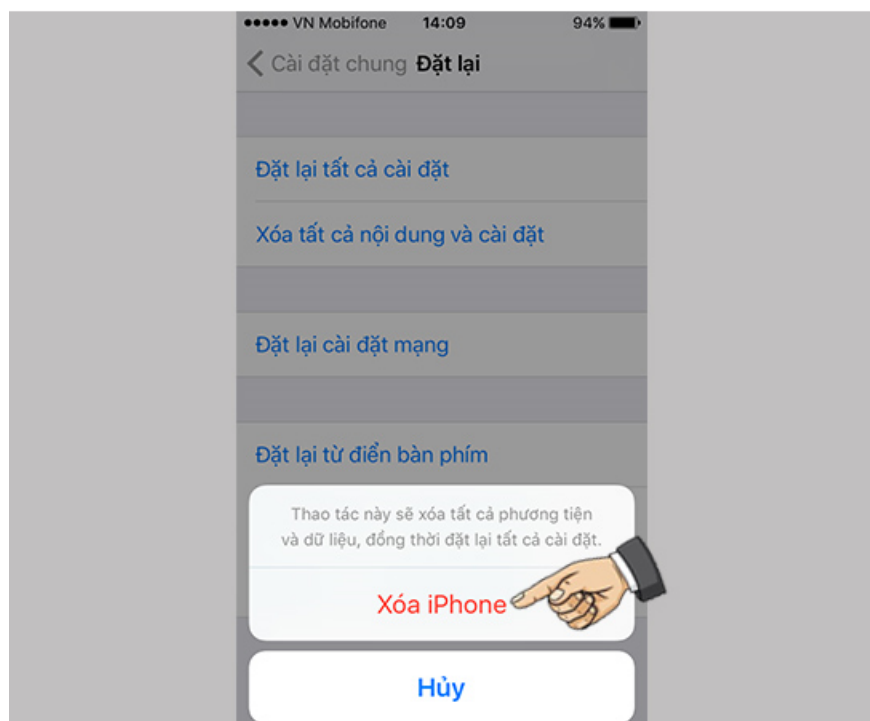 VN Mobifone 14:09 94%
Cài đặt chung Đặt lại
Đặt lại tất cả cài đặt
Xóa tất cả nội dung và cài đặt
Đặt lại cài đặt mạng
Đặt lại từ điển bàn phím
Thao tác này sẽ xóa tất cả phương tiện
và dữ liệu, đồng thời đặt lại tất cả cài đặt.
Xóa iPhone
Hủy